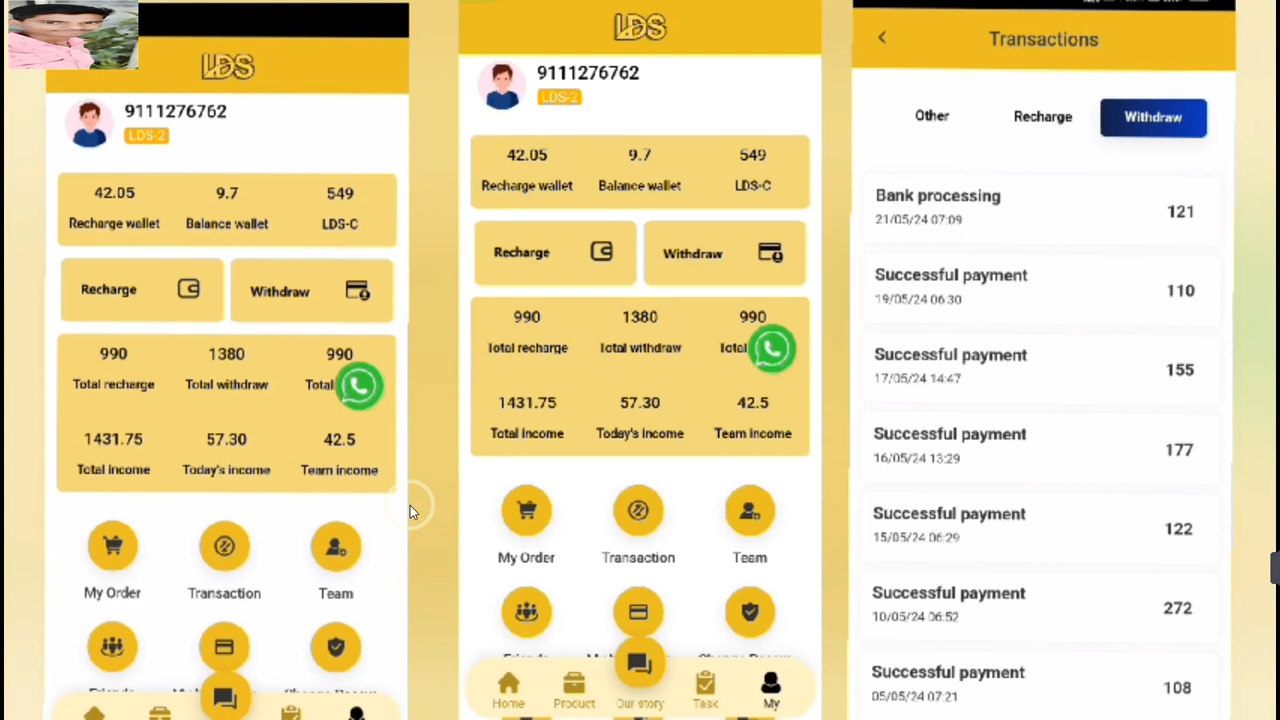 LDS
9111276762
LDS-2
42.05 9.7 549
Recharge wallet Balance wallet LDS-C
Recharge Withdraw
990 1380 990
Total recharge Total withdraw Total
1431.75 57.30 42.5
Total income Today's income Team income
My Order Transaction Team
LDS
9111276762
LDS-2
42.05 9.7 549
Recharge wallet Balance wallet LDS-C
Recharge Withdraw
990 1380 990
Total recharge Total withdraw Total
1431.75 57.30 42.5
Total income Today's income Team income
My Order Transaction Team
Home Product Our story Task My
Transactions
Other Recharge Withdraw
Bank processing
21/05/24 07:09 121
Successful payment
19/05/24 06:30 110
Successful payment
17/05/24 14:47 155
Successful payment
16/05/24 13:29 177
Successful payment
15/05/24 06:29 122
Successful payment
10/05/24 06:52 272
Successful payment
05/05/24 07:21 108